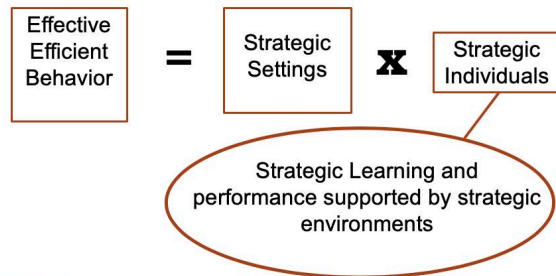 Effective
Efficient
Behavior
=
Strategic
Settings
x
Strategic
Individuals
Strategic Learning and
performance supported by strategic
environments